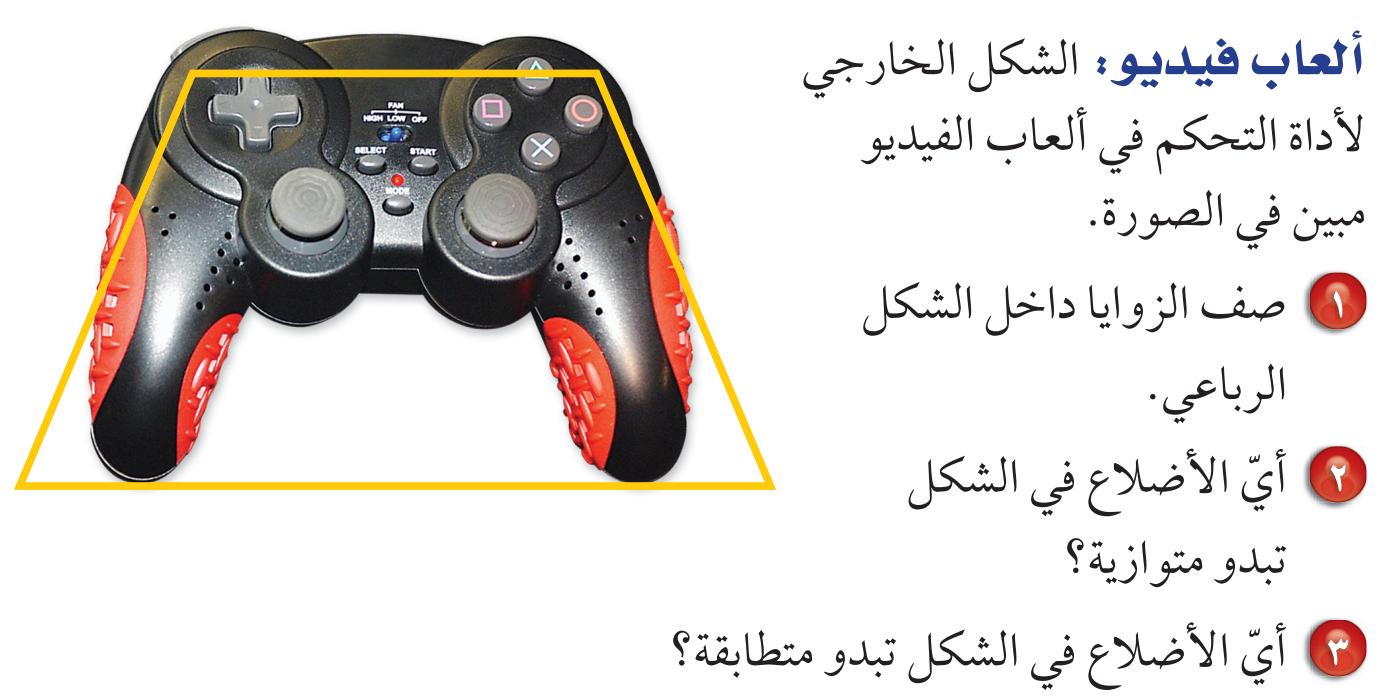 ألعاب فيديو: الشكل الخارجي
لأداة التحكم في ألعاب الفيديو
مبين في الصورة.
١ صف الزوايا داخل الشكل
الرباعي.
٢ أيّ الأضلاع في الشكل
تبدو متوازية؟
٣ أيّ الأضلاع في الشكل تبدو متطابقة؟
FAN
HIGH LOW OFF
SELECT START
MODE